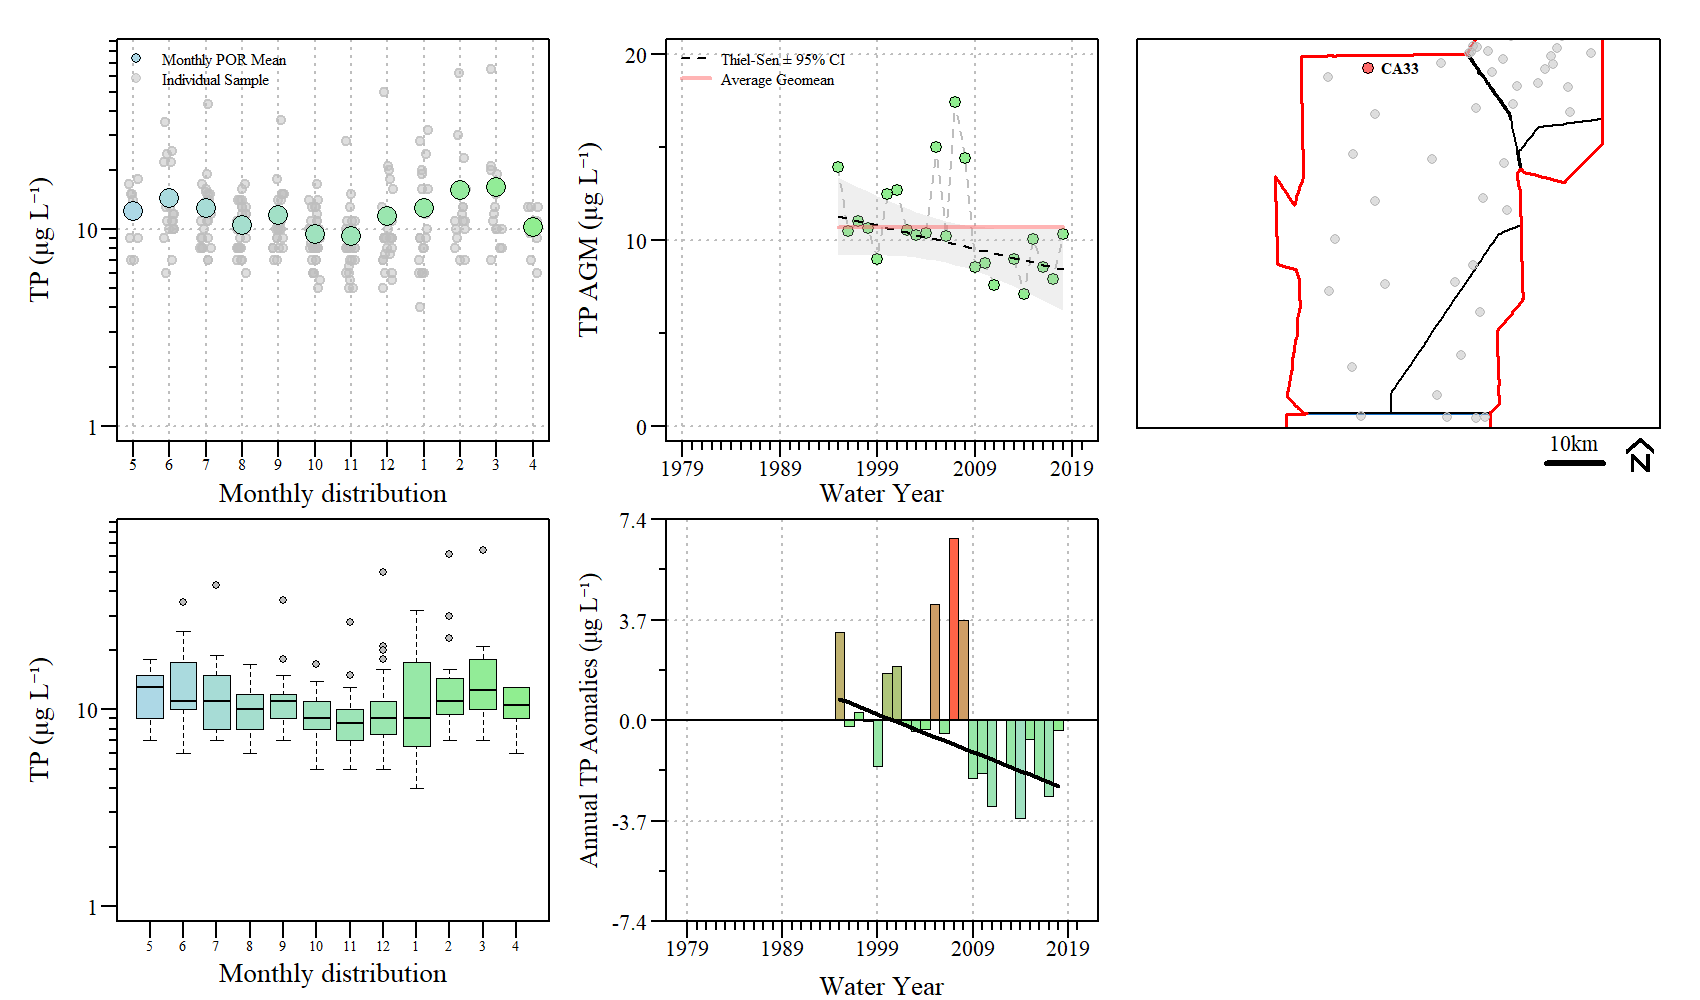 Monthly POR Mean
Individual Sample
10
1
TP (µg L⁻¹)
5 6 7 8 9 10 11 12 1 2 3 4
Monthly distribution
Thiel-Sen ± 95% CI
Average Geomean
20
10
0
TP AGM (µg L⁻¹)
1979 1989 1999 2009 2019
Water Year
CA33
10km
N
10
1
TP (µg L⁻¹)
5 6 7 8 9 10 11 12 1 2 3 4
Monthly distribution
7.4
3.7
0.0
-3.7
-7.4
Annual TP Aomalies (µg L⁻¹)
1979 1989 1999 2009 2019
Water Year